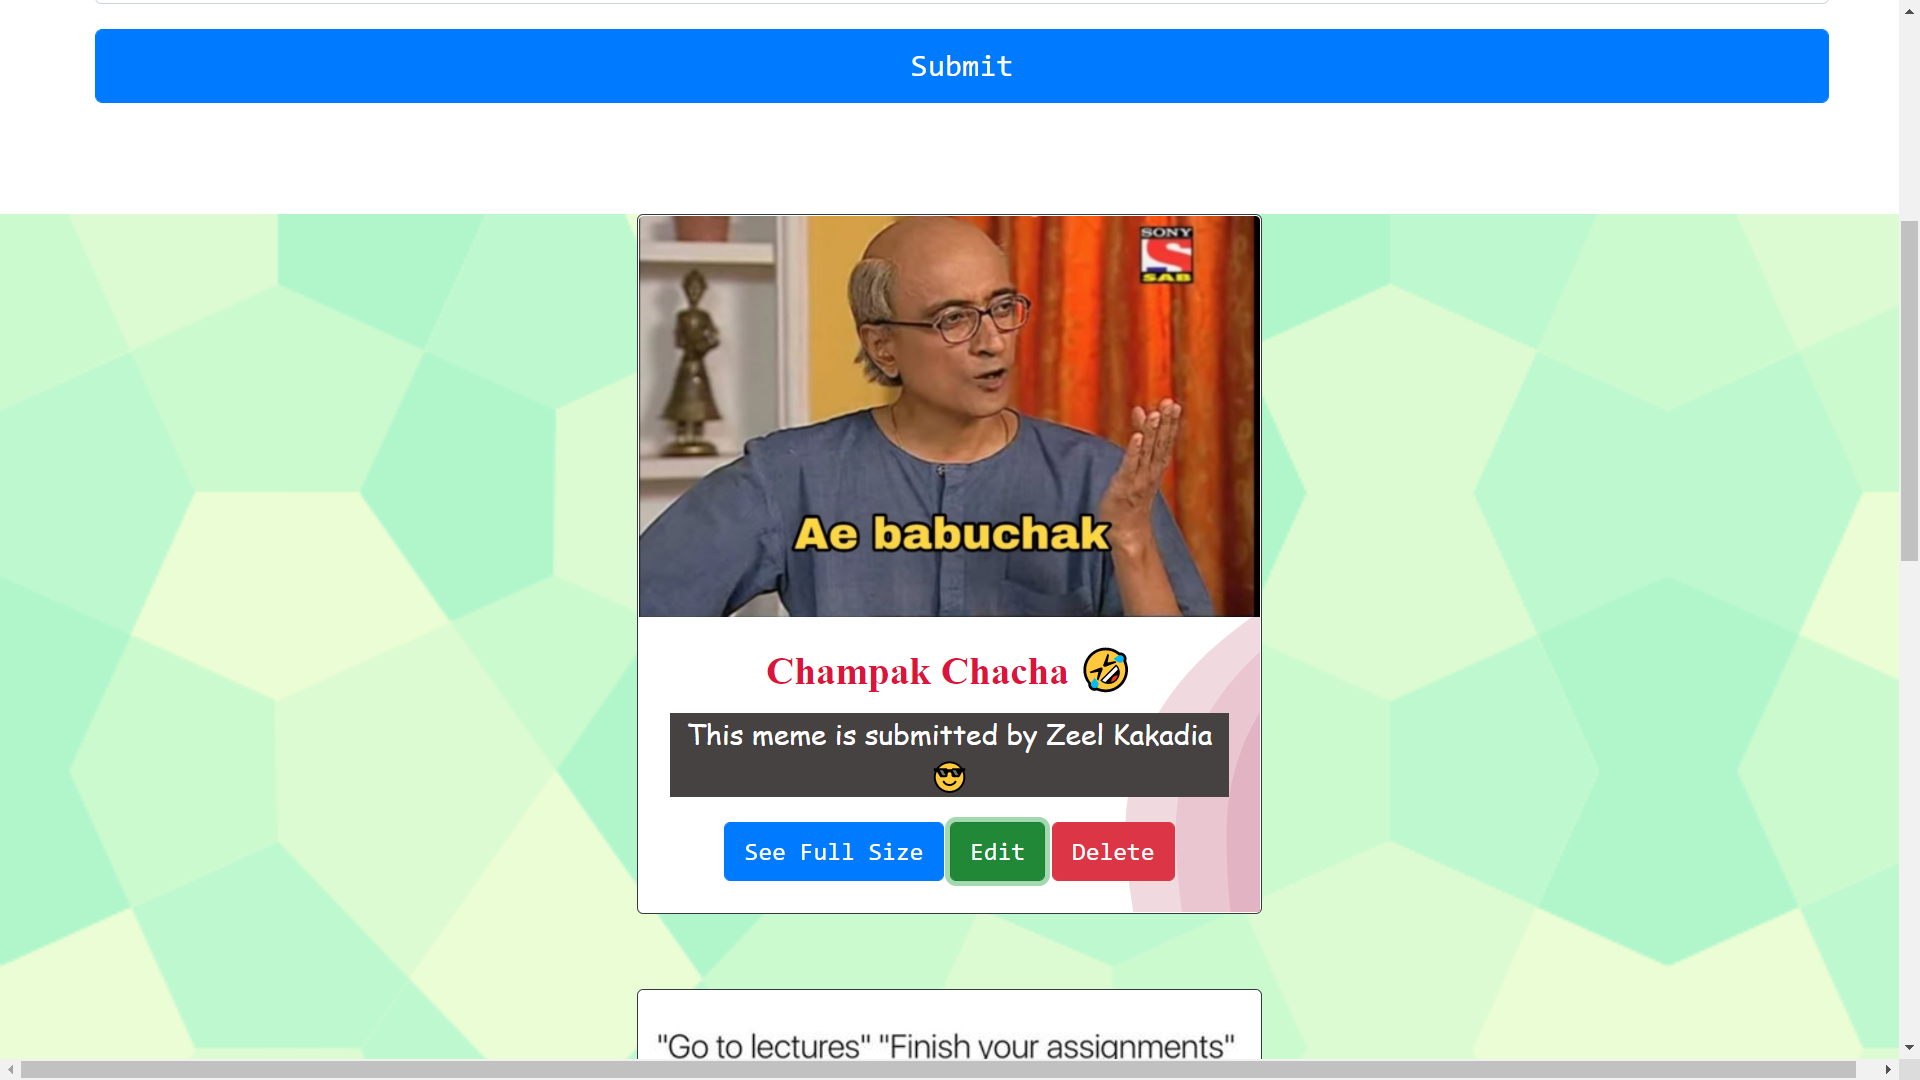 Submit
SONY
SAB
Ae babuchak
Champak Chacha 🤣
This meme is submitted by Zeel Kakadia
😎
See Full Size Edit Delete
"Go to lectures" "Finish your assignments"